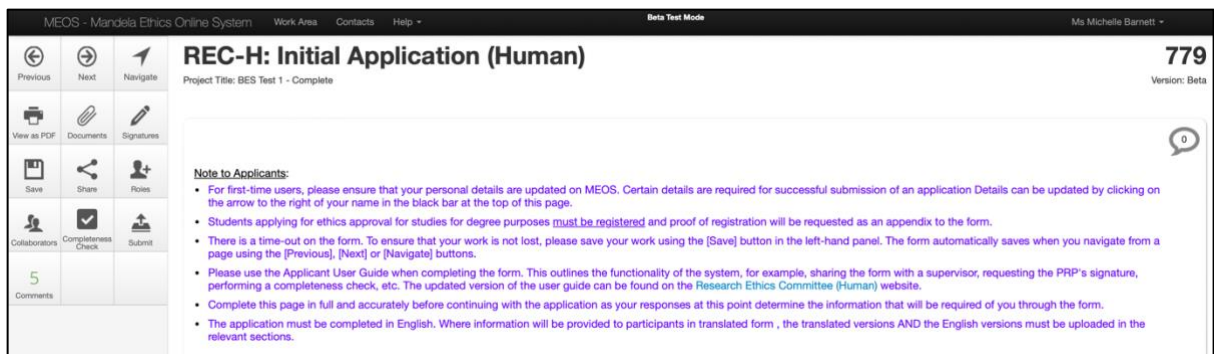 MEOS - Mandela Ethics Online System Work Area Contacts Help Beta Test Mode Ms Michelle Barnett
Previous Next Navigate
REC-H: Initial Application (Human) 779
Project Title: BES Test 1 - Complete Version: Beta
View as PDF Documents Signatures
0
Save Share Roles
Collaborators Completeness Check Submit
5
Comments
Note to Applicants:
• For first-time users, please ensure that your personal details are updated on MEOS. Certain details are required for successful submission of an application Details can be updated by clicking on
the arrow to the right of your name in the black bar at the top of this page.
• Students applying for ethics approval for studies for degree purposes must be registered and proof of registration will be requested as an appendix to the form.
• There is a time-out on the form. To ensure that your work is not lost, please save your work using the [Save] button in the left-hand panel. The form automatically saves when you navigate from a
page using the [Previous], [Next] or [Navigate] buttons.
• Please use the Applicant User Guide when completing the form. This outlines the functionality of the system, for example, sharing the form with a supervisor, requesting the PRP's signature,
performing a completeness check, etc. The updated version of the user guide can be found on the Research Ethics Committee (Human) website.
• Complete this page in full and accurately before continuing with the application as your responses at this point determine the information that will be required of you through the form.
• The application must be completed in English. Where information will be provided to participants in translated form , the translated versions AND the English versions must be uploaded in the
relevant sections.